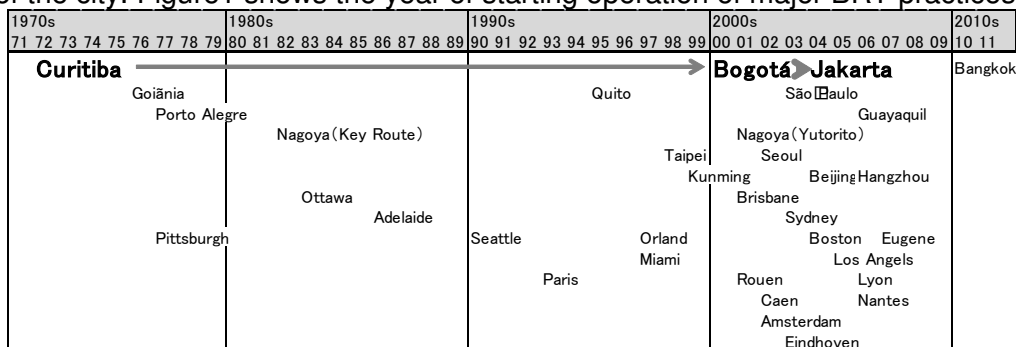 of the city. Figure1 shows the year of starting operation of major BRT practices
1970s 1980s 1990s 2000s 2010s
71 72 73 74 75 76 77 78 79 80 81 82 83 84 85 86 87 88 89 90 91 92 93 94 95 96 97 98 99 00 01 02 03 04 05 06 07 08 09 10 11
Curitiba Bogotá Jakarta Bangkok
Goiãnia Quito São Paulo
Porto Alegre Guayaquil
Nagoya(Key Route) Nagoya(Yutorito)
Taipei Seoul
Kunming Beijing Hangzhou
Ottawa Brisbane
Adelaide Sydney
Pittsburgh Seattle Orland Boston Eugene
Miami Los Angels
Paris Rouen Lyon
Caen Nantes
Amsterdam
Eindhoven